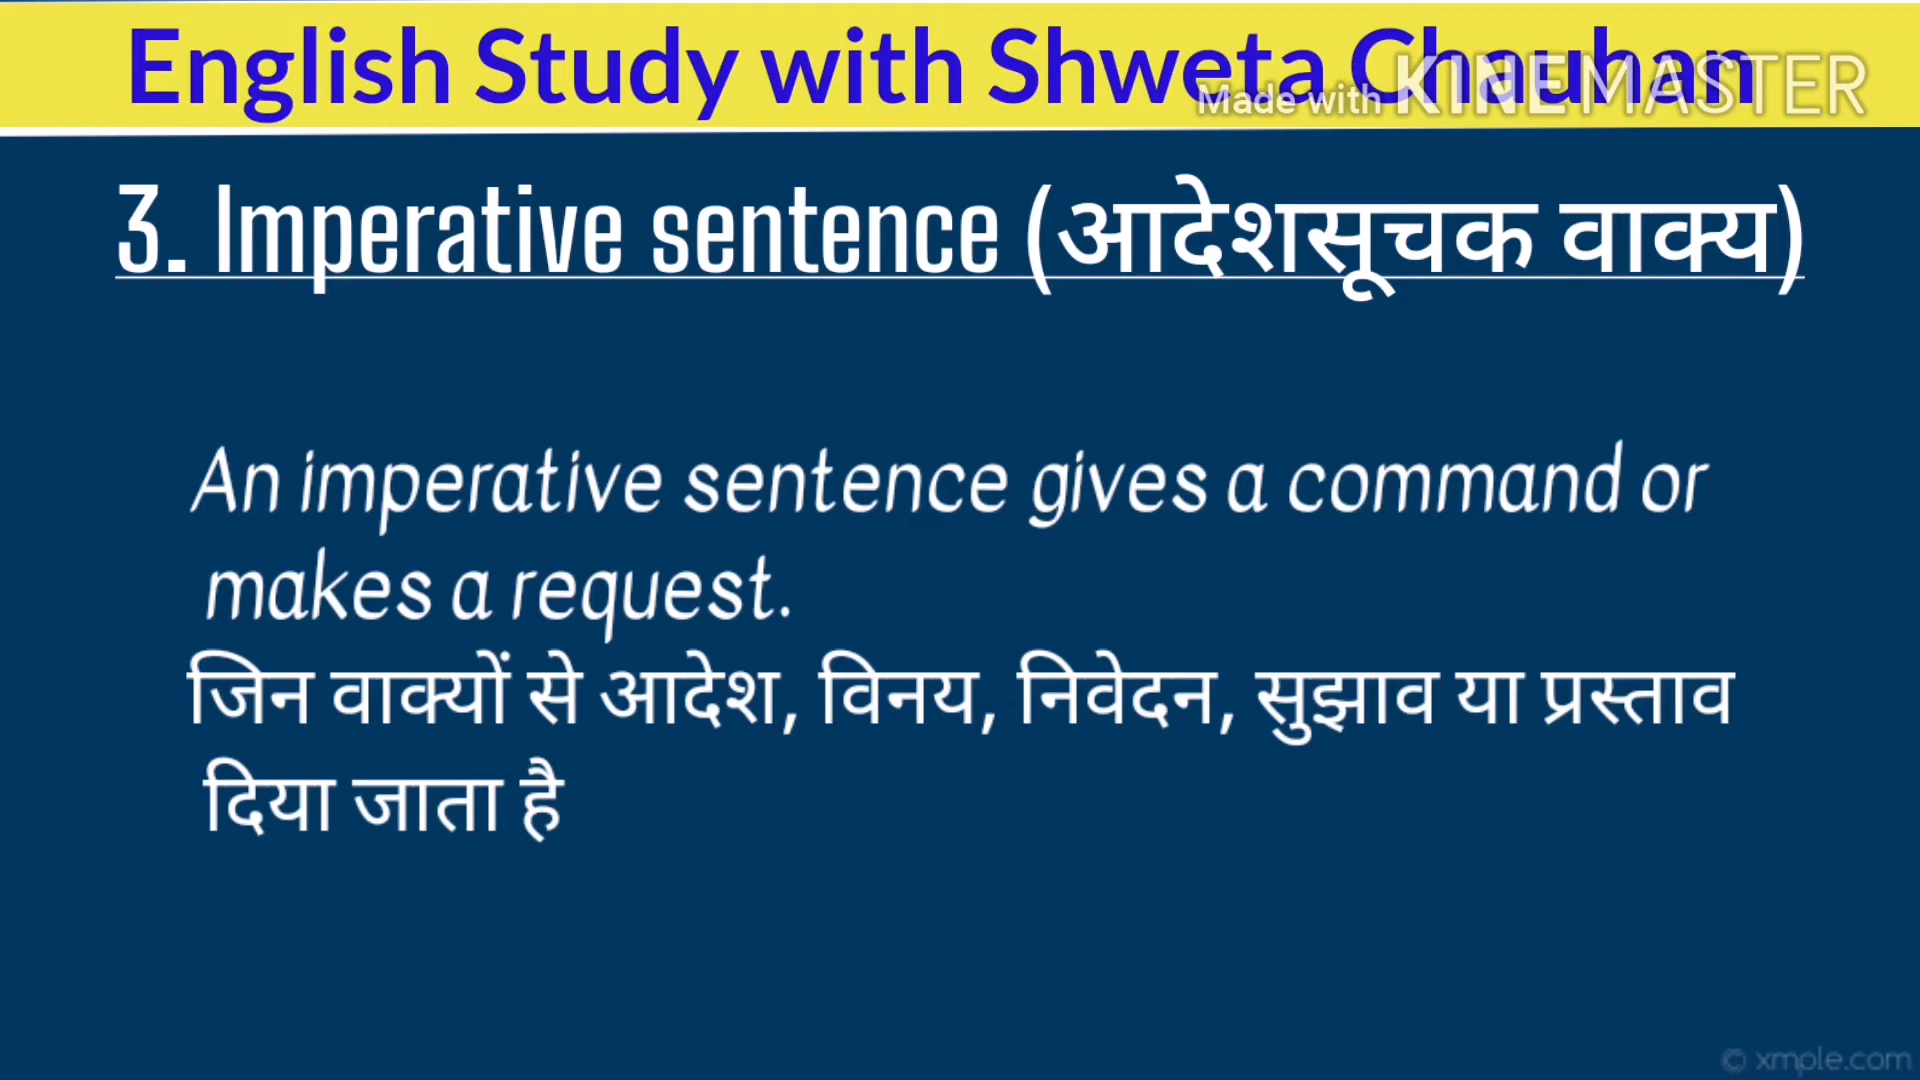 English Study with Shweta Chauhan
Made with KINEMASTER
3. Imperative sentence (आदेशसूचक वाक्य)
An imperative sentence gives a command or
makes a request.
जिन वाक्यों से आदेश, विनय, निवेदन, सुझाव या प्रस्ताव
दिया जाता है
© xmple.com